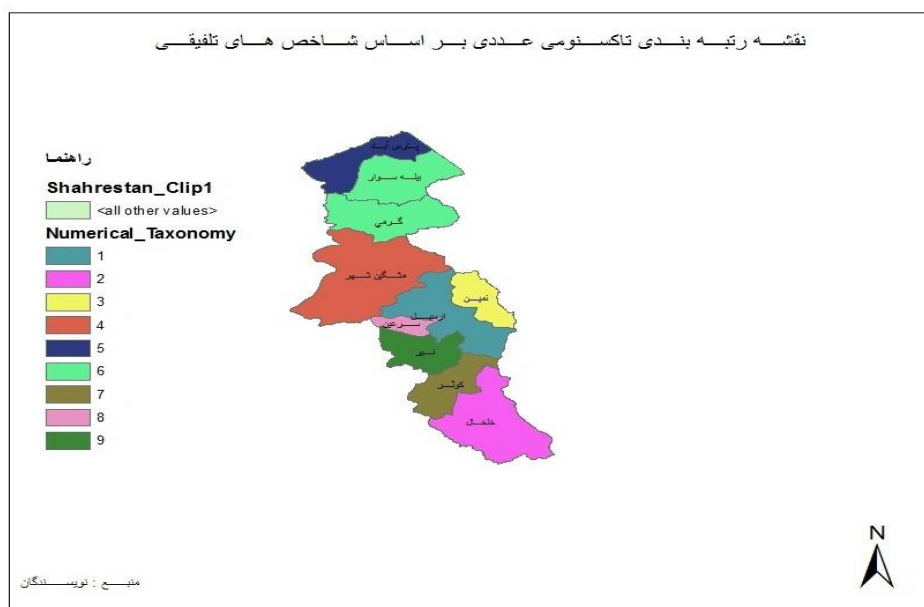 نقشه رتبه بندی تاکسنومی عددی بر اساس شاخص های تلفیقی
راهنما
Shahrestan_Clip1
<all other values>
Numerical_Taxonomy
1
2
3
4
5
6
7
8
9
پارس آباد
بیله سوار
گرمي
مشگین شهر
نمین
اردبیل
سرعین
نیر
کوثر
خلخال
N
منبع : نویسندگان